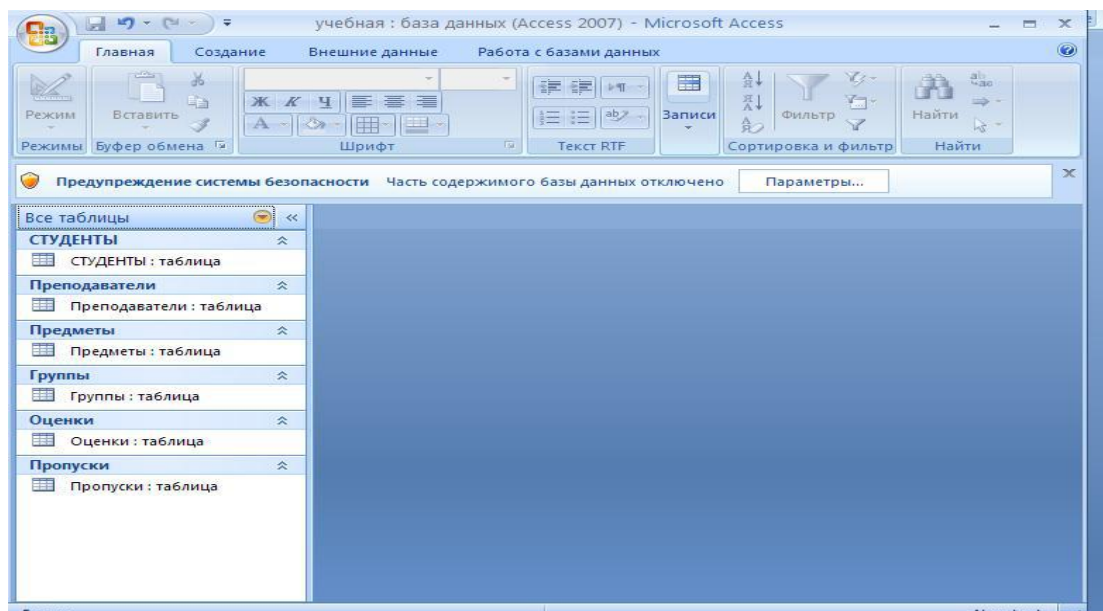 учебная : база данных (Access 2007) - Microsoft Access
Главная Создание Внешние данные Работа с базами данных
Режим Вставить Ж К Ч Записи Фильтр Найти
Режимы Буфер обмена Шрифт Текст RTF Сортировка и фильтр Найти
Предупреждение системы безопасности Часть содержимого базы данных отключено Параметры...
Все таблицы
СТУДЕНТЫ
СТУДЕНТЫ : таблица
Преподаватели
Преподаватели : таблица
Предметы
Предметы : таблица
Группы
Группы : таблица
Оценки
Оценки : таблица
Пропуски
Пропуски : таблица